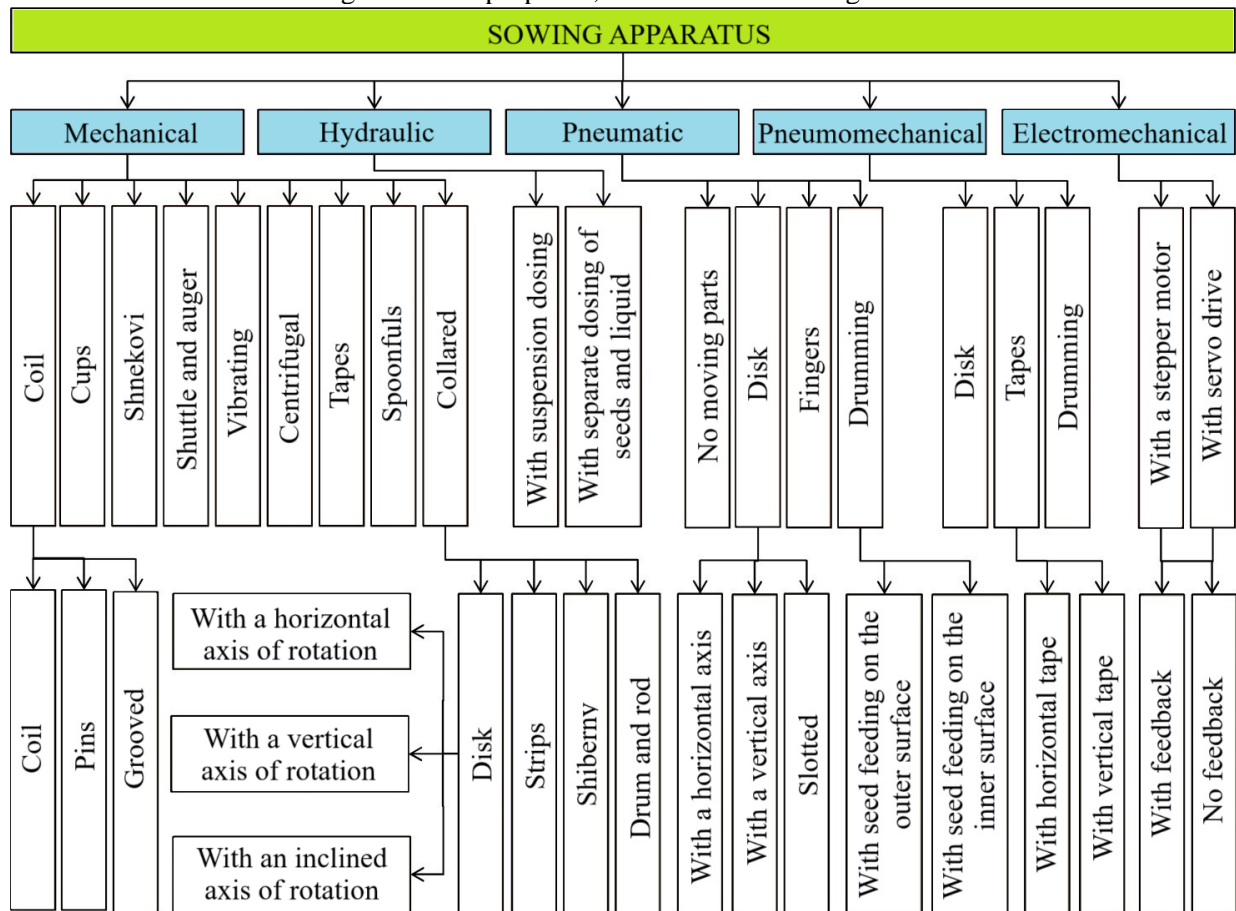 SOWING APPARATUS
Mechanical
Hydraulic
Pneumatic
Pneumomechanical
Electromechanical
Coil
Cups
Shnekovi
Shuttle and auger
Vibrating
Centrifugal
Tapes
Spoonfuls
Collared
With suspension dosing
With separate dosing of
seeds and liquid
No moving parts
Disk
Fingers
Drumming
Disk
Tapes
Drumming
With a stepper motor
With servo drive
Coil
Pins
Grooved
With a horizontal
axis of rotation
With a vertical
axis of rotation
With an inclined
axis of rotation
Disk
Strips
Shiberny
Drum and rod
With a horizontal axis
With a vertical axis
Slotted
With seed feeding on the
outer surface
With seed feeding on the
inner surface
With horizontal tape
With vertical tape
With feedback
No feedback